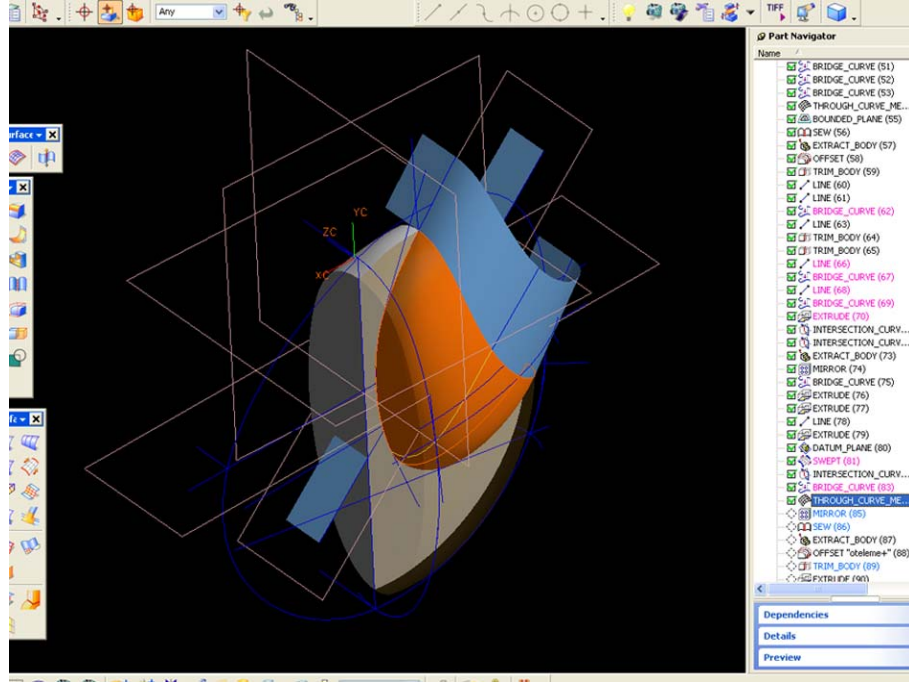 Any
TIFF
Part Navigator
Name
BRIDGE_CURVE (51)
BRIDGE_CURVE (52)
BRIDGE_CURVE (53)
THROUGH_CURVE_ME...
BOUNDED_PLANE (55)
SEW (56)
EXTRACT_BODY (57)
OFFSET (58)
TRIM_BODY (59)
LINE (60)
LINE (61)
BRIDGE_CURVE (62)
LINE (63)
TRIM_BODY (64)
TRIM_BODY (65)
LINE (66)
BRIDGE_CURVE (67)
LINE (68)
BRIDGE_CURVE (69)
EXTRUDE (70)
INTERSECTION_CURV...
INTERSECTION_CURV...
EXTRACT_BODY (73)
MIRROR (74)
BRIDGE_CURVE (75)
EXTRUDE (76)
EXTRUDE (77)
LINE (78)
EXTRUDE (79)
DATUM_PLANE (80)
SWEPT (81)
INTERSECTION_CURV...
BRIDGE_CURVE (83)
THROUGH_CURVE_ME...
MIRROR (85)
SEW (86)
EXTRACT_BODY (87)
OFFSET "oteleme+" (88)
TRIM_BODY (89)
EXTRUDE (90)
Dependencies
Details
Preview
YC
ZC
XC